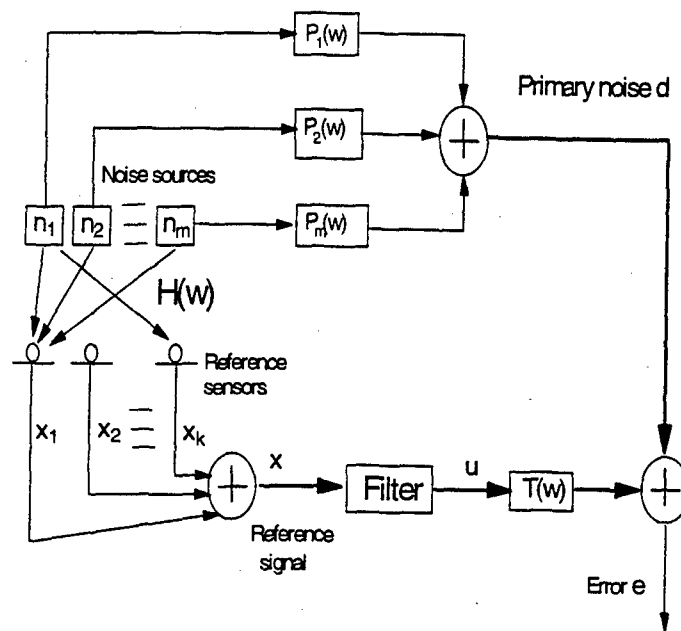 P1(w)
Primary noise d
P2(w)
Noise sources
n1 n2 nm Pm(w)
H(w)
Reference
sensors
x1 x2 xk
x Filter u T(w)
Reference
signal
Error e